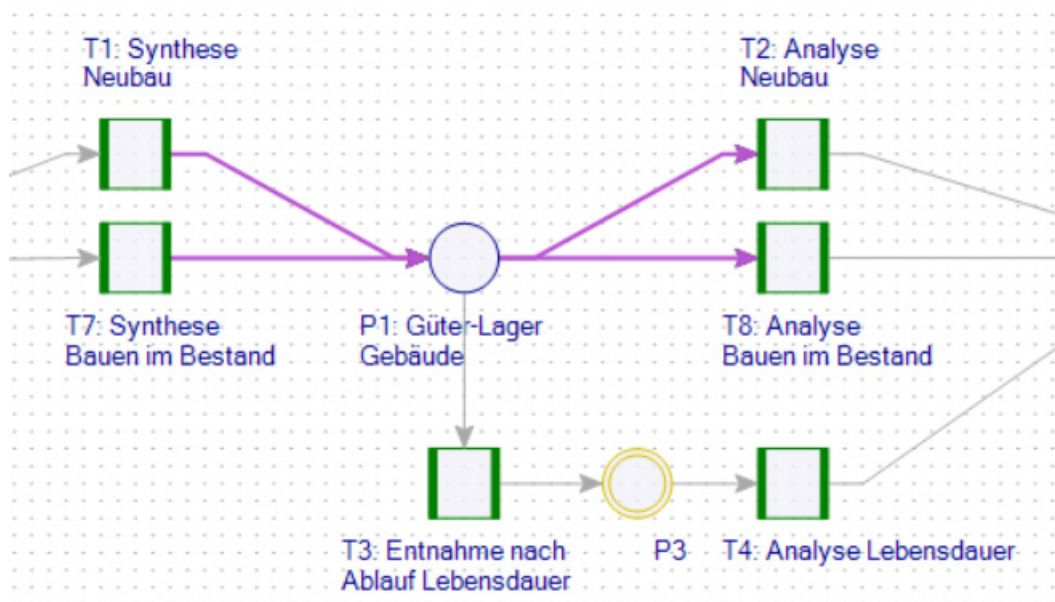 T1: Synthese
Neubau
T2: Analyse
Neubau
T7: Synthese
Bauen im Bestand
P1: Güter-Lager
Gebäude
T8: Analyse
Bauen im Bestand
T3: Entnahme nach
Ablauf Lebensdauer
P3
T4: Analyse Lebensdauer